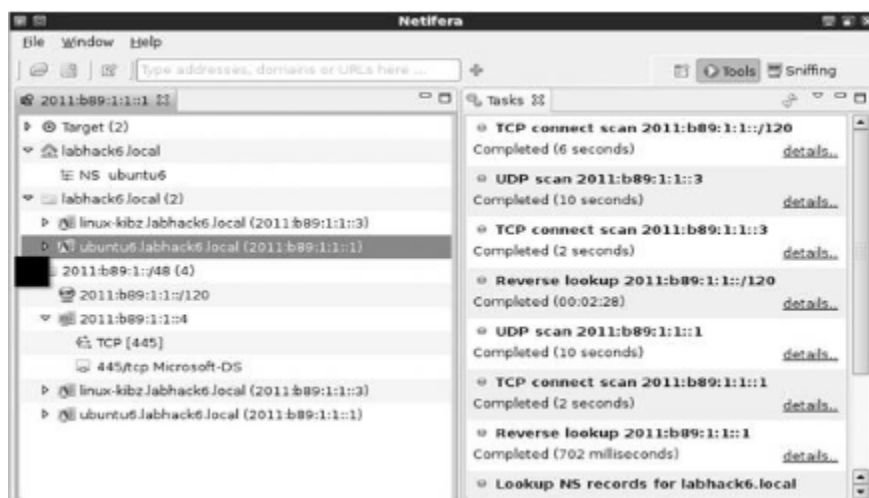 Netifera
File Window Help
Type addresses, domains or URLs here ...
Tools Sniffing
2011:b89:1:1::1
Target (2)
labhack6.local
NS ubuntu6
labhack6.local (2)
linux-kibz.labhack6.local (2011:b89:1:1::3)
ubuntu6.labhack6.local (2011:b89:1:1::1)
2011:b89:1::/48 (4)
2011:b89:1:1::/120
2011:b89:1:1::4
TCP [445]
445/tcp Microsoft-DS
linux-kibz.labhack6.local (2011:b89:1:1::3)
ubuntu6.labhack6.local (2011:b89:1:1::1)
Tasks
TCP connect scan 2011:b89:1:1::/120
Completed (6 seconds) details...
UDP scan 2011:b89:1:1::3
Completed (10 seconds) details...
TCP connect scan 2011:b89:1:1::3
Completed (2 seconds) details...
Reverse lookup 2011:b89:1:1::/120
Completed (00:02:28) details...
UDP scan 2011:b89:1:1::1
Completed (10 seconds) details...
TCP connect scan 2011:b89:1:1::1
Completed (2 seconds) details...
Reverse lookup 2011:b89:1:1::1
Completed (702 milliseconds) details...
Lookup NS records for labhack6.local